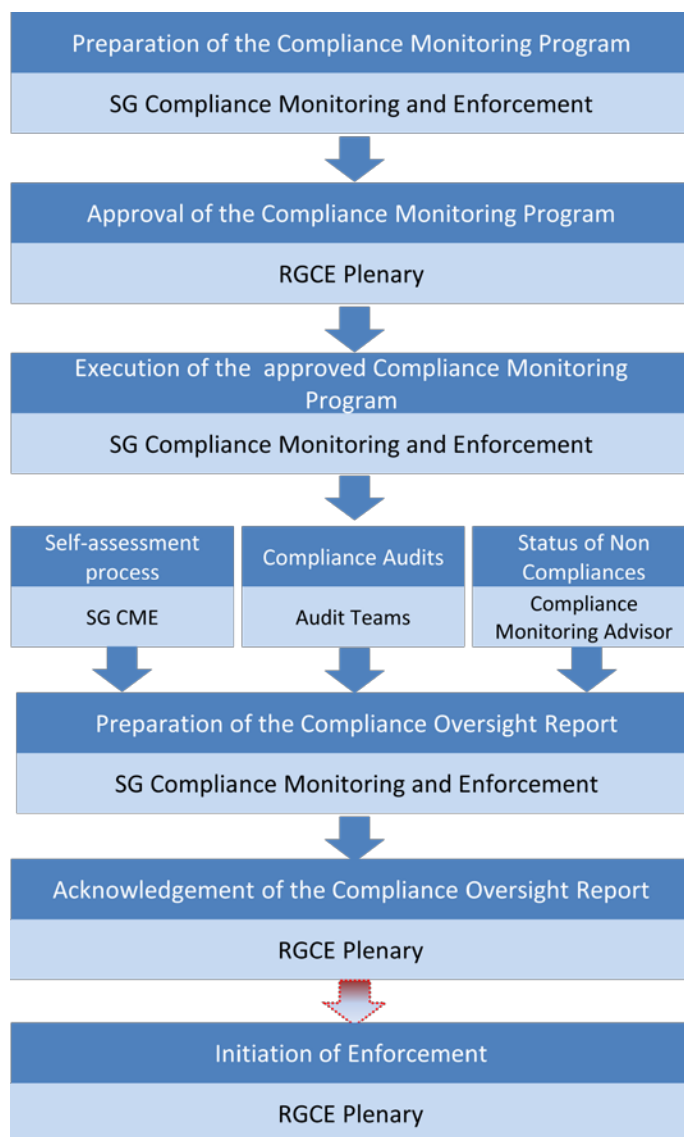 Preparation of the Compliance Monitoring Program
SG Compliance Monitoring and Enforcement
Approval of the Compliance Monitoring Program
RGCE Plenary
Execution of the approved Compliance Monitoring
Program
SG Compliance Monitoring and Enforcement
Self-assessment
process
SG CME
Compliance Audits
Audit Teams
Status of Non
Compliances
Compliance
Monitoring Advisor
Preparation of the Compliance Oversight Report
SG Compliance Monitoring and Enforcement
Acknowledgement of the Compliance Oversight Report
RGCE Plenary
Initiation of Enforcement
RGCE Plenary